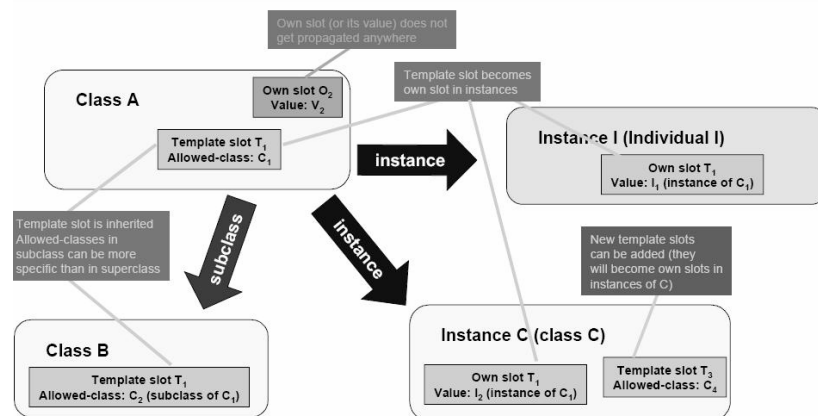 Own slot (or its value) does not
get propagated anywhere
Class A
Own slot O2
Value: V2
Template slot T1
Allowed-class: C1
Template slot becomes
own slot in instances
instance
Instance I (Individual I)
Own slot T1
Value: I1 (instance of C1)
Template slot is inherited
Allowed-classes in
subclass can be more
specific than in superclass
subclass
instance
New template slots
can be added (they
will become own slots in
instances of C)
Class B
Template slot T1
Allowed-class: C2 (subclass of C1)
Instance C (class C)
Own slot T1
Value: I2 (instance of C1)
Template slot T3
Allowed-class: C4